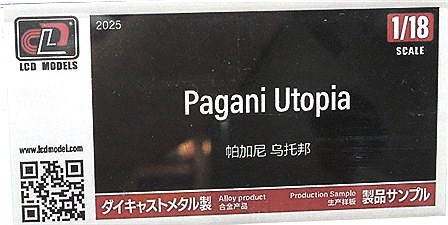 LCD MODELS
www.lcdmodel.com
2025
1/18
SCALE
Pagani Utopia
帕加尼 乌托邦
ダイキャストメタル製
Alloy product
合金产品
Production Sample
生产样板
製品サンプル